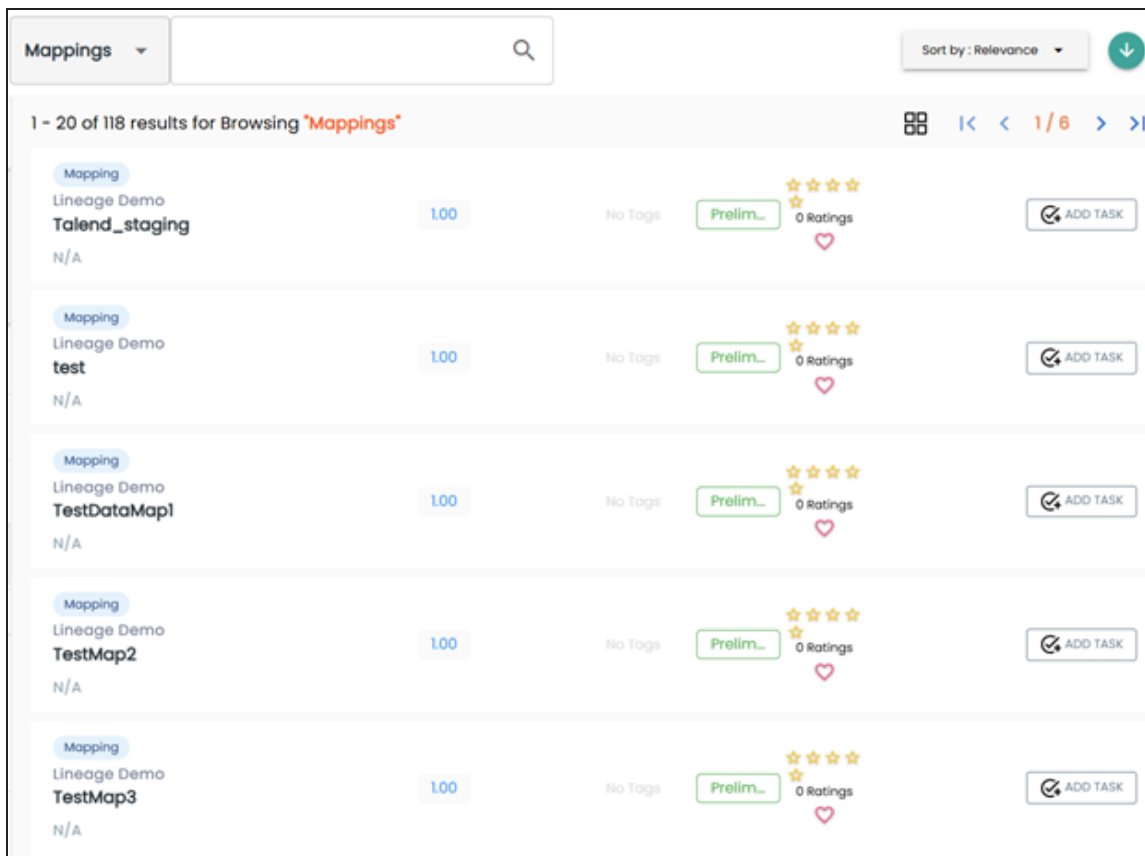 Mappings
Sort by : Relevance
1 - 20 of 118 results for Browsing "Mappings"
1 / 6
Mapping
Lineage Demo
Talend_staging
N/A
1.00
No Tags
Prelim...
0 Ratings
ADD TASK
Mapping
Lineage Demo
test
N/A
1.00
No Tags
Prelim...
0 Ratings
ADD TASK
Mapping
Lineage Demo
TestDataMap1
N/A
1.00
No Tags
Prelim...
0 Ratings
ADD TASK
Mapping
Lineage Demo
TestMap2
N/A
1.00
No Tags
Prelim...
0 Ratings
ADD TASK
Mapping
Lineage Demo
TestMap3
N/A
1.00
No Tags
Prelim...
0 Ratings
ADD TASK